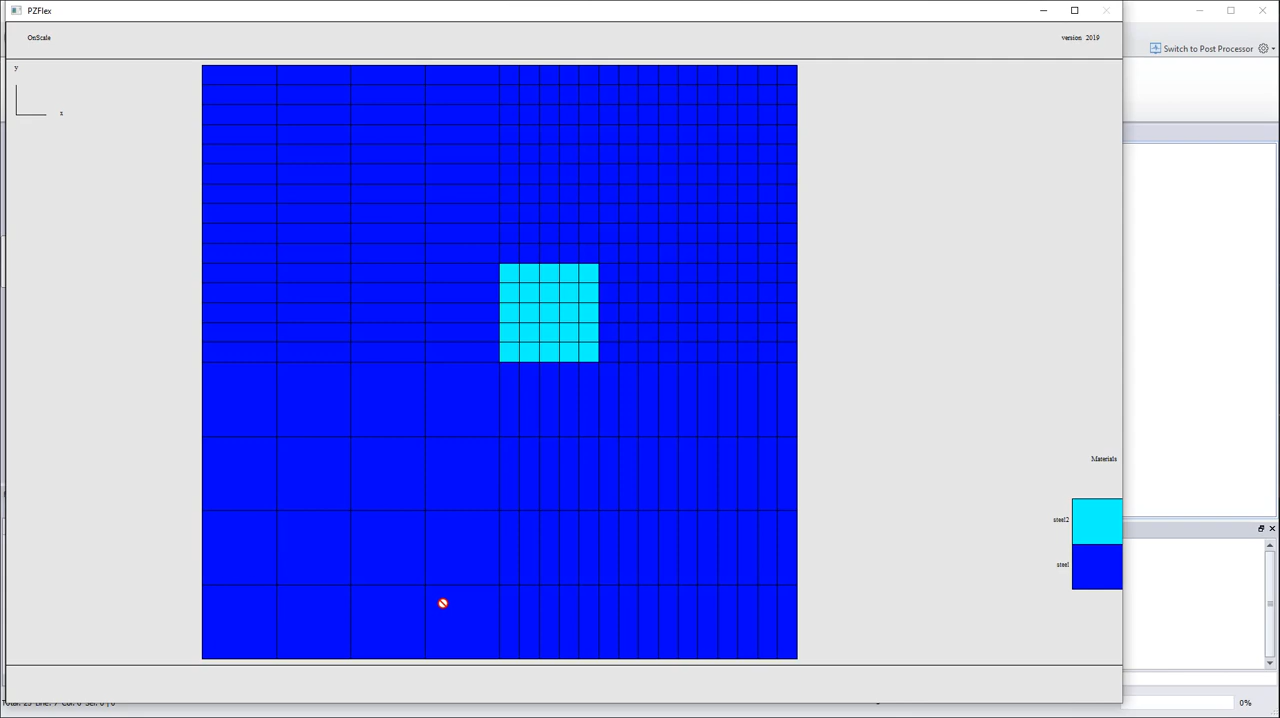 PZFlex
OnScale
version 2019
Switch to Post Processor
y
x
Materials
steel2
steel
0%